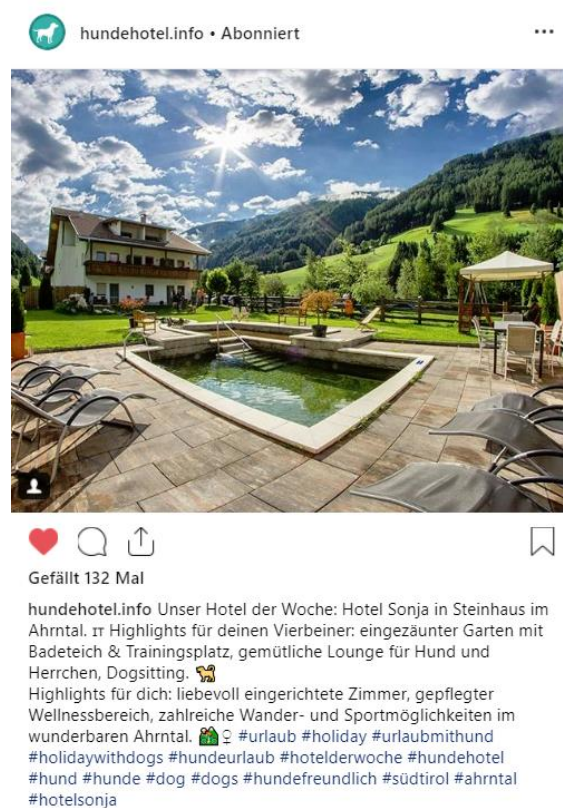 hundehotel.info • Abonniert
Gefällt 132 Mal
hundehotel.info Unser Hotel der Woche: Hotel Sonja in Steinhaus im
Ahrntal. IT Highlights für deinen Vierbeiner: eingezäunter Garten mit
Badeteich & Trainingsplatz, gemütliche Lounge für Hund und
Herrchen, Dogsitting. 🐕
Highlights für dich: liebevoll eingerichtete Zimmer, gepflegter
Wellnessbereich, zahlreiche Wander- und Sportmöglichkeiten im
wunderbaren Ahrntal. 🏘♀ #urlaub #holiday #urlaubmithund
#holidaywithdogs #hundeurlaub #hotelderwoche #hundehotel
#hund #hunde #dog #dogs #hundefreundlich #südtirol #ahrntal
#hotelsonja